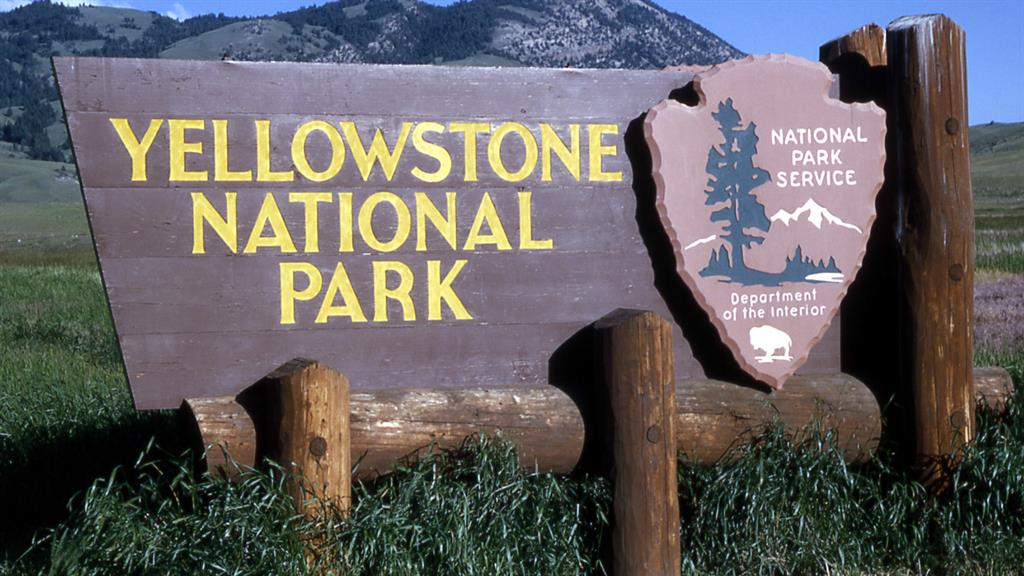 YELLOWSTONE
NATIONAL
PARK
NATIONAL
PARK
SERVICE
Department
of the Interior